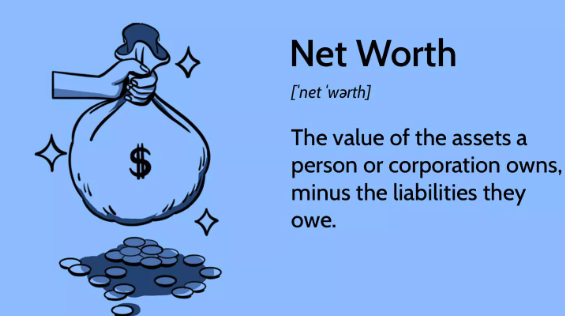 Net Worth
[ˈnet ˈwərth]
The value of the assets a
person or corporation owns,
minus the liabilities they
owe.
$